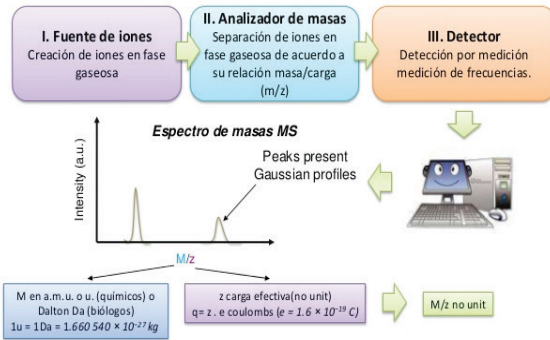 I. Fuente de iones
Creación de iones en fase
gaseosa
II. Analizador de masas
Separación de iones en
fase gaseosa de acuerdo a
su relación masa/carga
(m/z)
III. Detector
Detección por medición
medición de frecuencias.
Espectro de masas MS
Intensity (a.u.)
Peaks present
Gaussian profiles
M/z
M en a.m.u. o u. (químicos) o
Dalton Da (biólogos)
1u = 1Da = 1.660 540 × 10⁻²⁷ kg
z carga efectiva(no unit)
q= z . e coulombs (e = 1.6 × 10⁻¹⁹ C)
M/z no unit